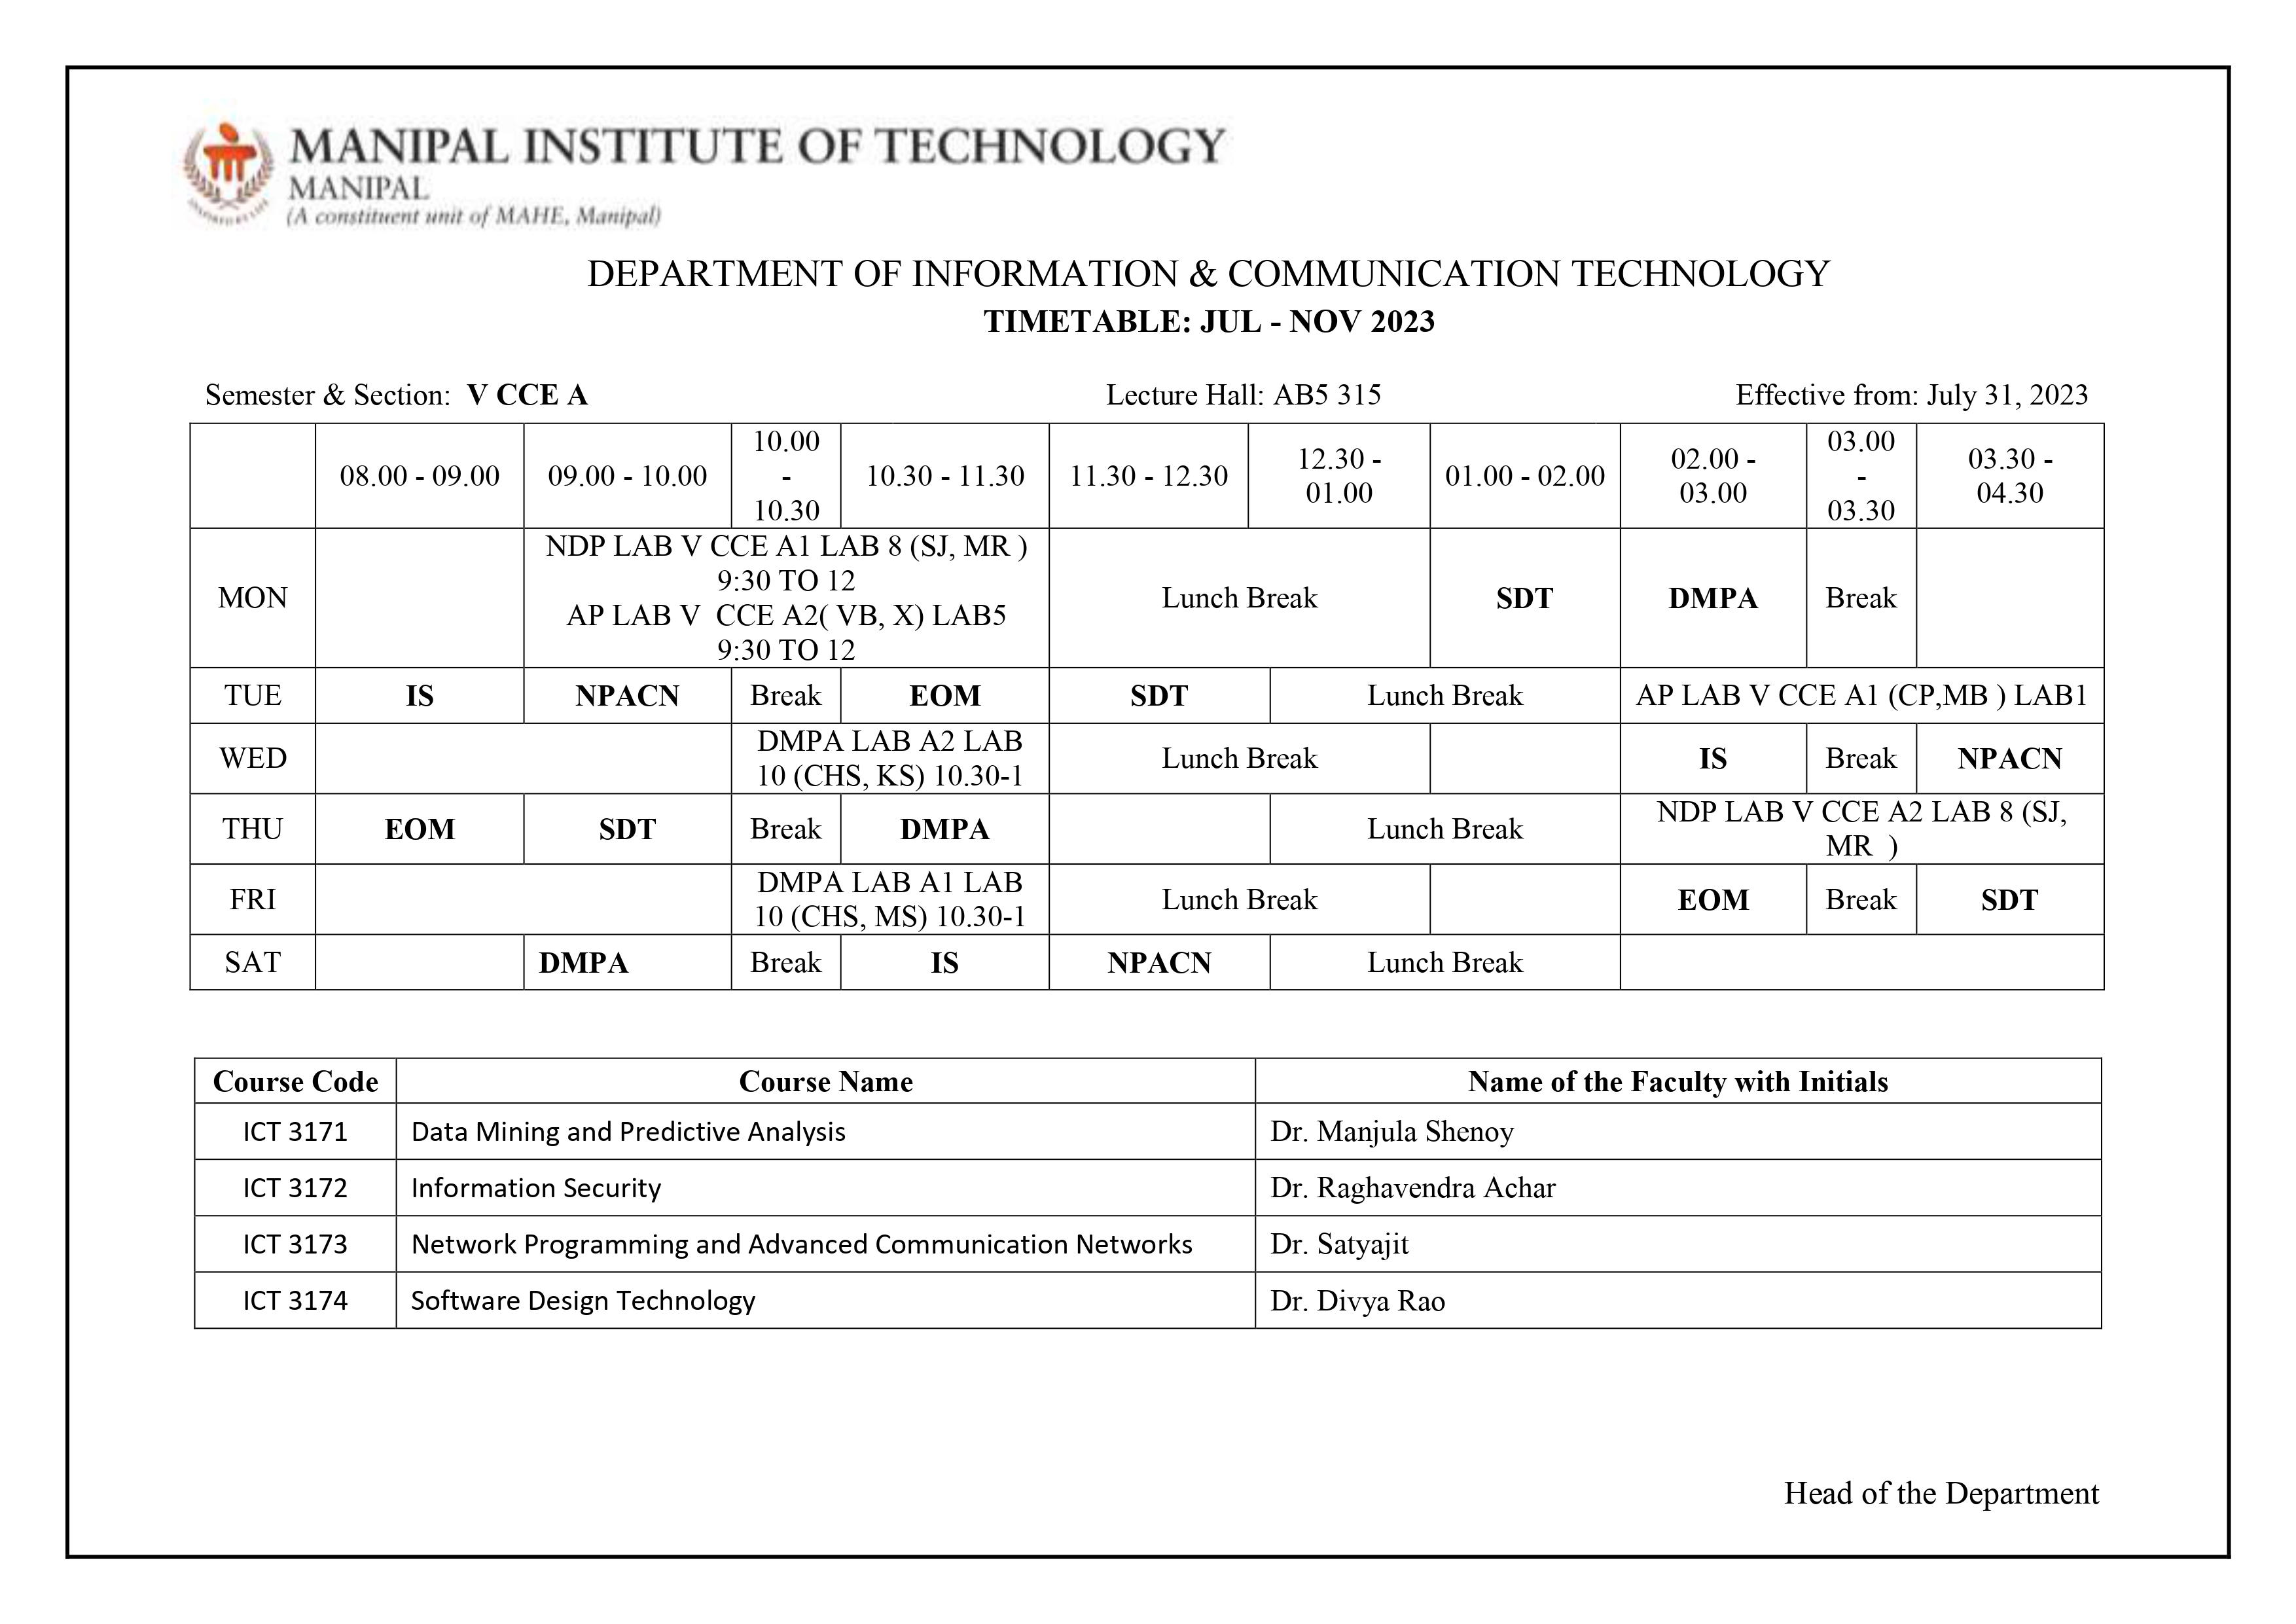 MANIPAL INSTITUTE OF TECHNOLOGY
MANIPAL
(A constituent unit of MAHE, Manipal)
DEPARTMENT OF INFORMATION & COMMUNICATION TECHNOLOGY
TIMETABLE: JUL - NOV 2023
Semester & Section: V CCE A Lecture Hall: AB5 315 Effective from: July 31, 2023
08.00 - 09.00
09.00 - 10.00
10.00
-
10.30
10.30 - 11.30
11.30 - 12.30
12.30 -
01.00
01.00 - 02.00
02.00 -
03.00
03.00
-
03.30
03.30 -
04.30
MON
NDP LAB V CCE A1 LAB 8 (SJ, MR )
9:30 TO 12
AP LAB V CCE A2( VB, X) LAB5
9:30 TO 12
Lunch Break
SDT
DMPA
Break
TUE
IS
NPACN
Break
EOM
SDT
Lunch Break
AP LAB V CCE A1 (CP,MB ) LAB1
WED
DMPA LAB A2 LAB
10 (CHS, KS) 10.30-1
Lunch Break
IS
Break
NPACN
THU
EOM
SDT
Break
DMPA
Lunch Break
NDP LAB V CCE A2 LAB 8 (SJ,
MR )
FRI
DMPA LAB A1 LAB
10 (CHS, MS) 10.30-1
Lunch Break
EOM
Break
SDT
SAT
DMPA
Break
IS
NPACN
Lunch Break
Course Code Course Name Name of the Faculty with Initials
ICT 3171 Data Mining and Predictive Analysis Dr. Manjula Shenoy
ICT 3172 Information Security Dr. Raghavendra Achar
ICT 3173 Network Programming and Advanced Communication Networks Dr. Satyajit
ICT 3174 Software Design Technology Dr. Divya Rao
Head of the Department